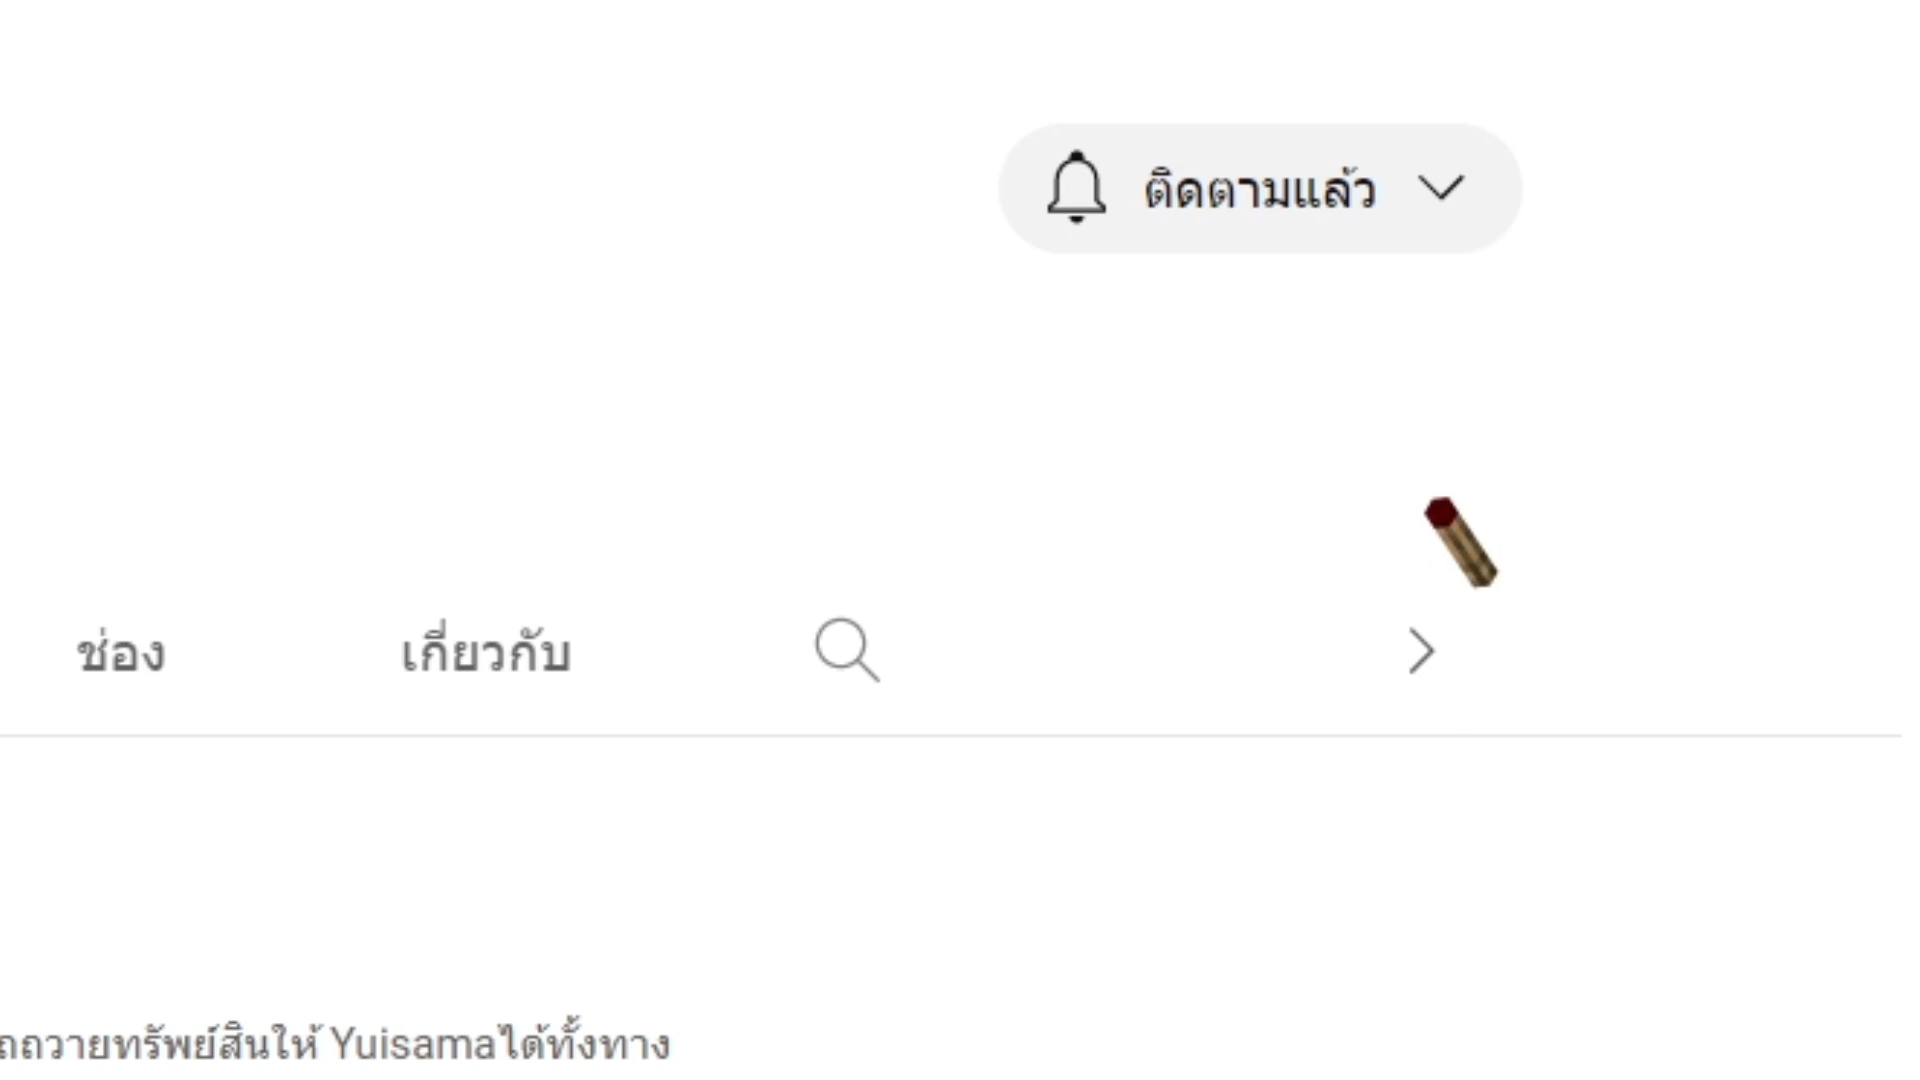 ติดตามแล้ว
ช่อง เกี่ยวกับ
ถถวายทรัพย์สินให้ Yuisamaได้ทั้งทาง